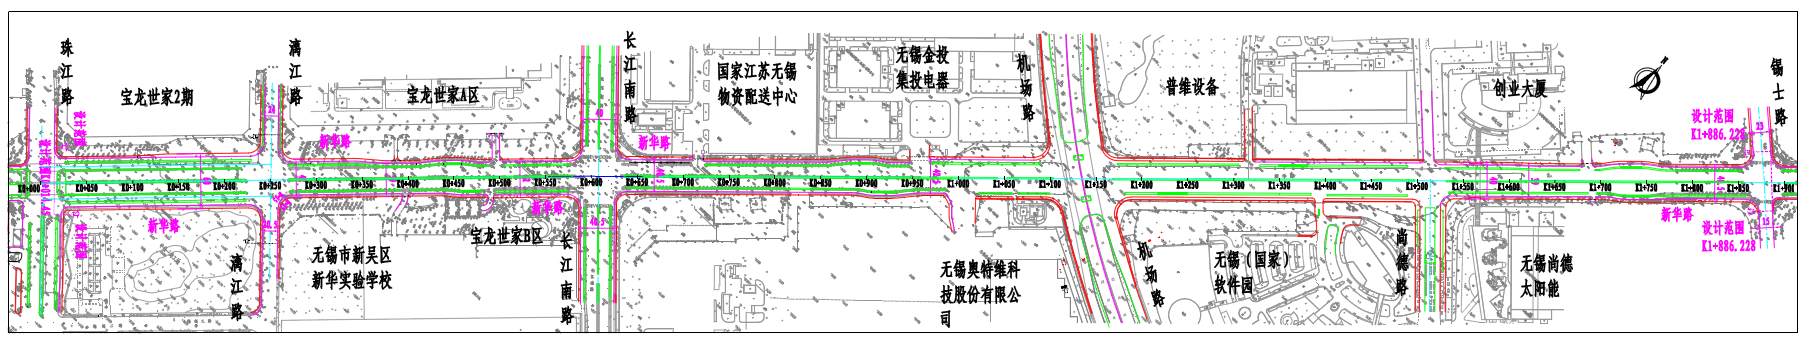 珠江路
漓江路
长江南路
机场路
锡士路
宝龙世家2期
宝龙世家A区
国家江苏无锡
物资配送中心
无锡金投
集投电器
普维设备
创业大厦
设计范围
K1+886.228
新华路
新华路
K0+000
K0+050
K0+100
K0+150
K0+200
K0+250
K0+300
K0+350
K0+400
K0+450
K0+500
K0+550
K0+600
K0+650
K0+700
K0+750
K0+800
K0+850
K0+900
K0+950
K1+000
K1+050
K1+100
K1+150
K1+200
K1+250
K1+300
K1+350
K1+400
K1+450
K1+500
K1+550
K1+600
K1+650
K1+700
K1+750
K1+800
K1+850
K1+900
新华路
新华路
新华路
设计范围
K1+886.228
漓江路
无锡市新吴区
新华实验学校
宝龙世家B区
长江南路
无锡奥特维科
技股份有限公
司
机场路
无锡（国家）
软件园
尚德路
无锡尚德
太阳能